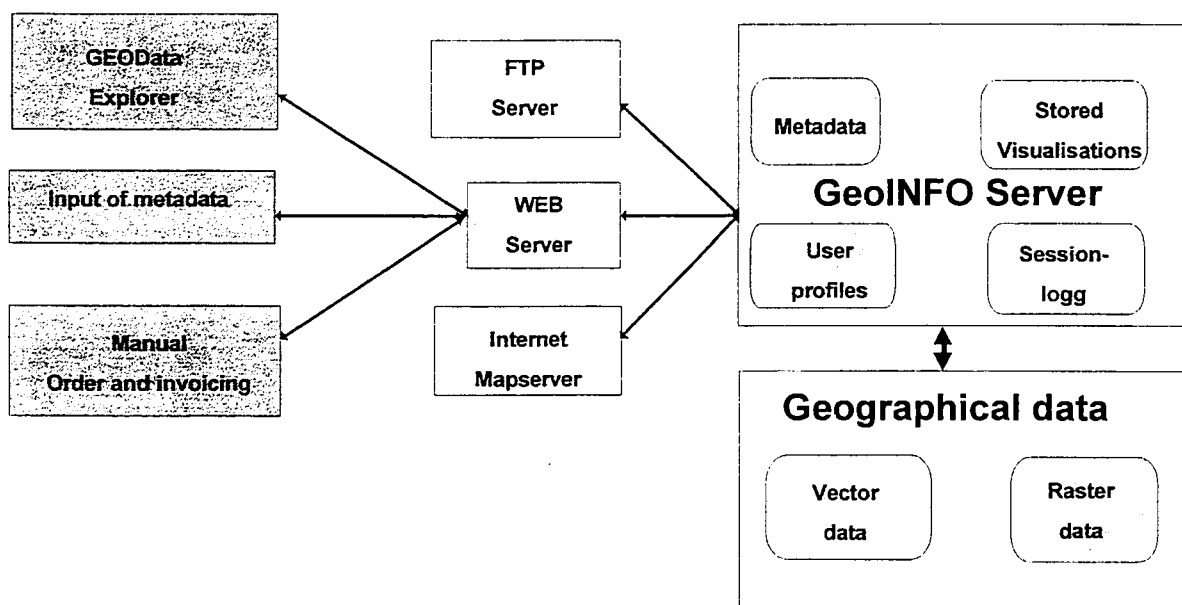 GEOData
Explorer
Input of metadata
Manual
Order and invoicing
FTP
Server
WEB
Server
Internet
Mapserver
Metadata
Stored
Visualisations
GeoINFO Server
User
profiles
Session-
logg
Geographical data
Vector
data
Raster
data